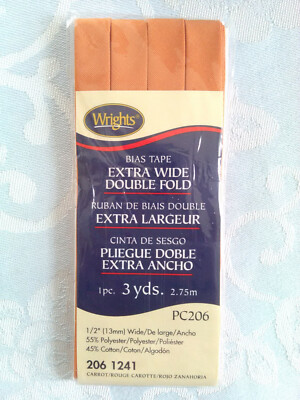 Wrights®
BIAS TAPE
EXTRA WIDE
DOUBLE FOLD
RUBAN DE BIAIS DOUBLE
EXTRA LARGEUR
CINTA DE SESGO
PLIEGUE DOBLE
EXTRA ANCHO
1pc. 3 yds. 2.75m
PC206
1/2" (13mm) Wide/De large/Ancho
55% Polyester/Polyester/Poliéster
45% Cotton/Coton/Algodón
206 1241
CARROT/ROUGE CAROTTE/ROJO ZANAHORIA